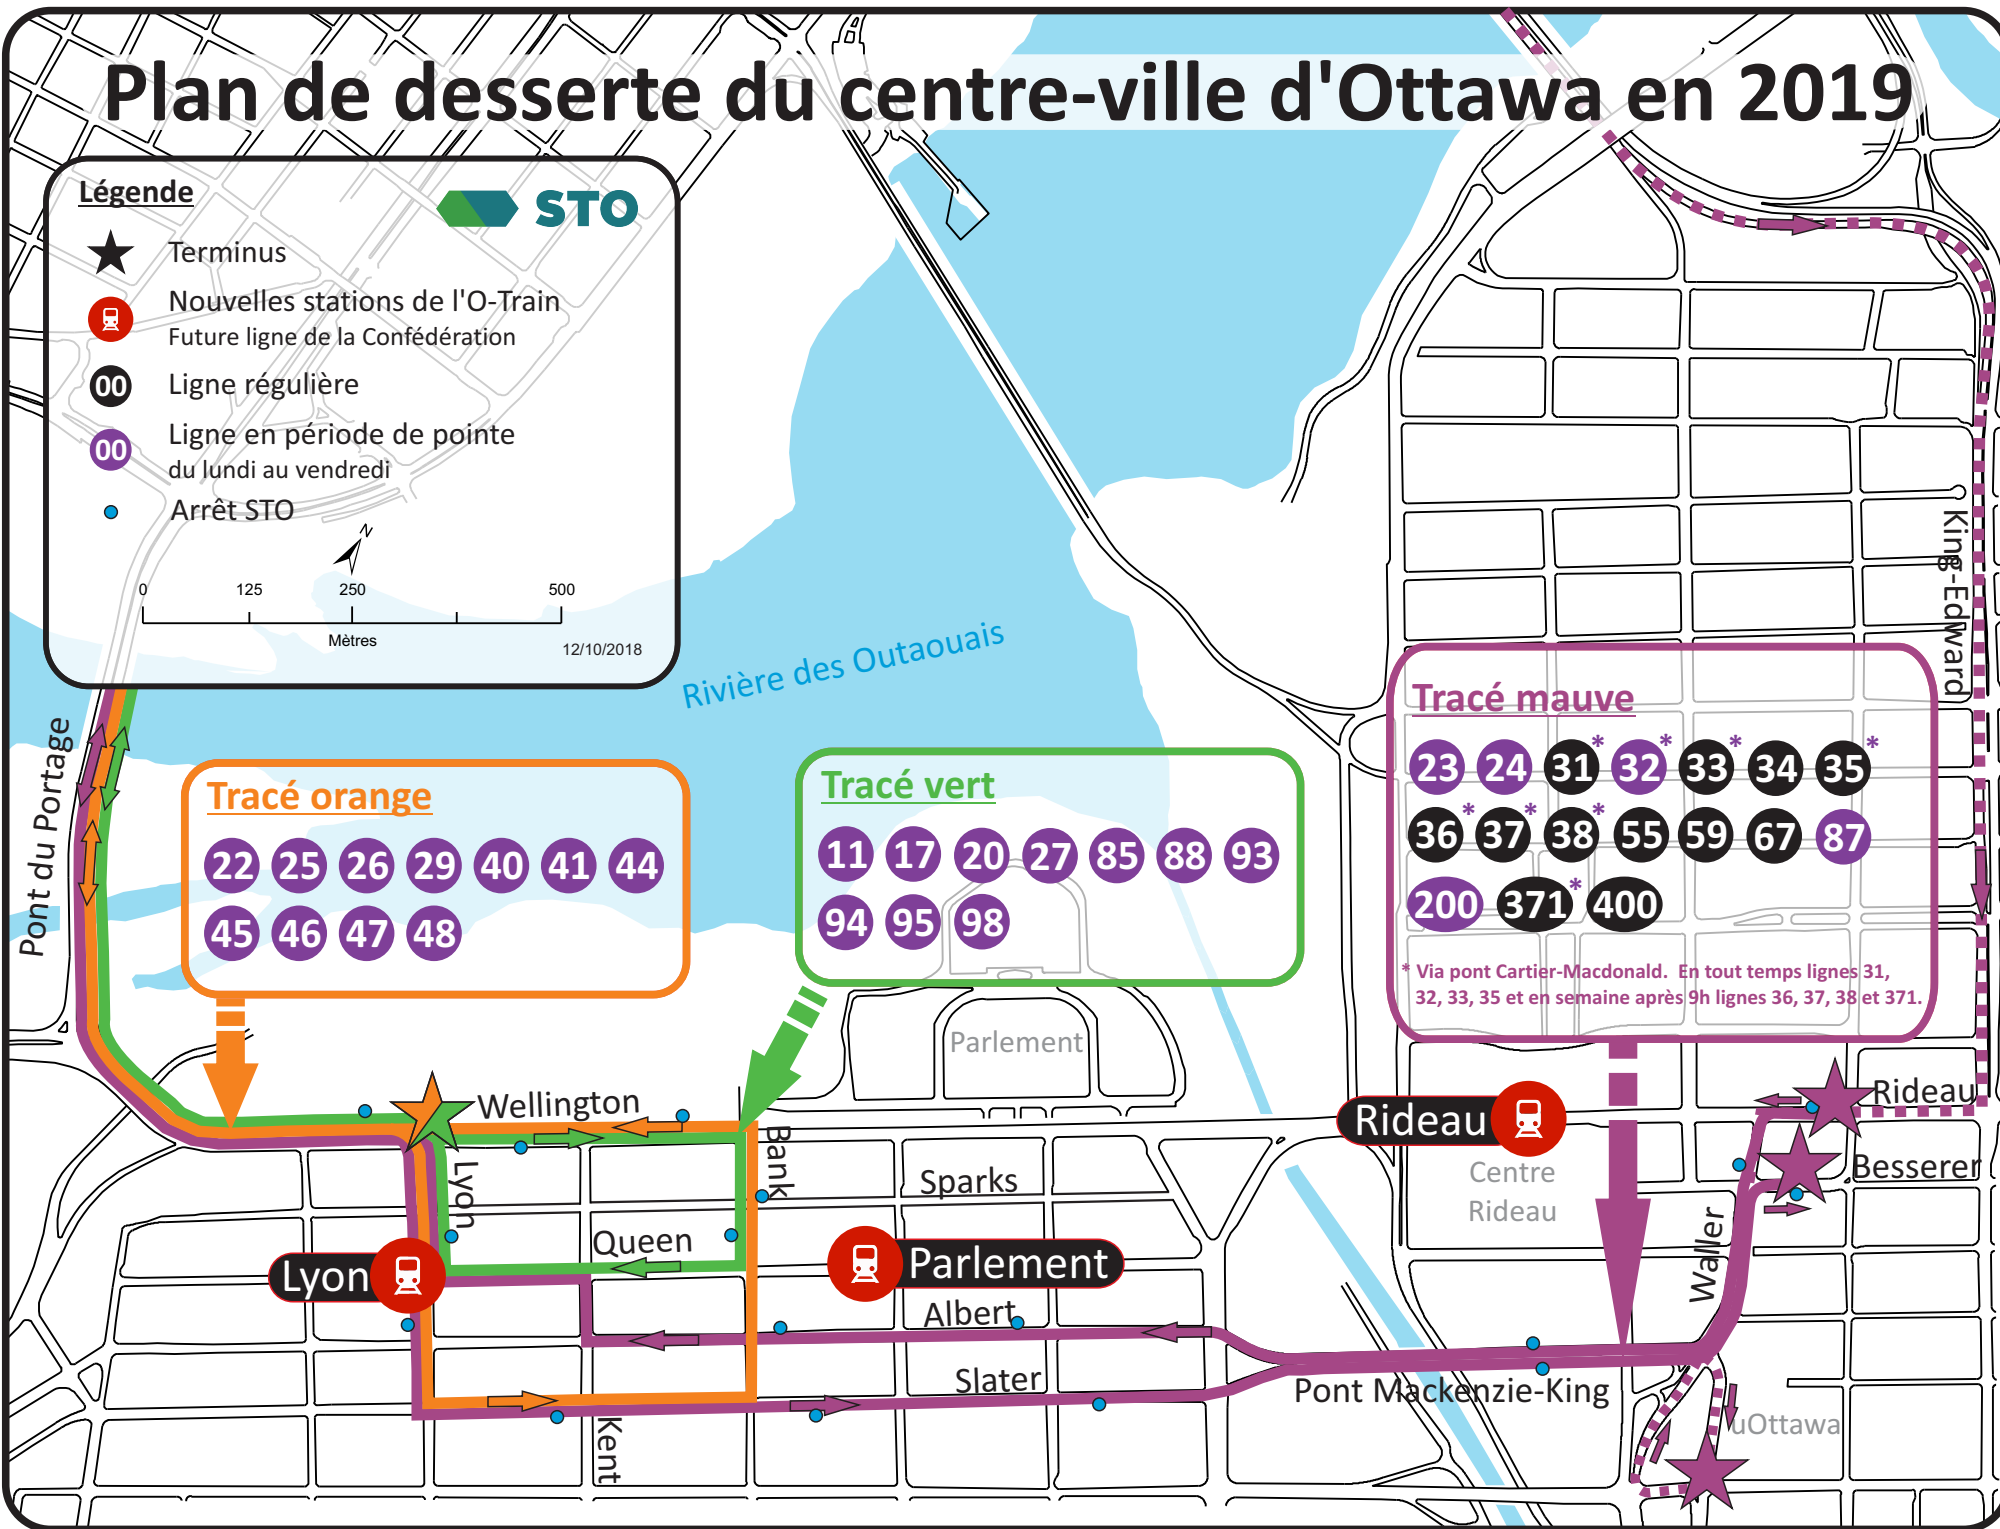 Plan de desserte du centre-ville d'Ottawa en 2019
Légende
STO
Terminus
Nouvelles stations de l'O-Train
Future ligne de la Confédération
00
Ligne régulière
00
Ligne en période de pointe
du lundi au vendredi
Arrêt STO
N
0 125 250 500
Mètres
12/10/2018
Rivière des Outaouais
Pont du Portage
King-Edward
Tracé orange
22 25 26 29 40 41 44
45 46 47 48
Tracé vert
11 17 20 27 85 88 93
94 95 98
Tracé mauve
23 24 31* 32* 33* 34 35*
36* 37* 38* 55 59 67 87
200 371* 400
* Via pont Cartier-Macdonald. En tout temps lignes 31,
32, 33, 35 et en semaine après 9h lignes 36, 37, 38 et 371.
Parlement
Wellington
Rideau
Rideau
Bank
Lyon
Sparks
Centre
Rideau
Besserer
Queen
Waller
Lyon
Parlement
Albert
Slater
Pont Mackenzie-King
Kent
uOttawa